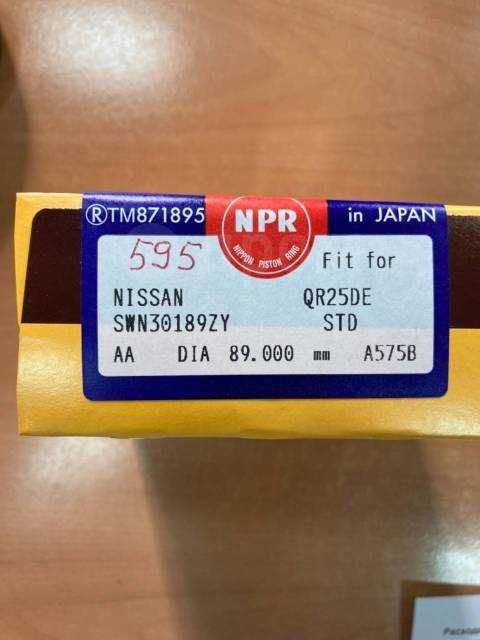 ®TM871895 NPR in JAPAN
NIPPON PISTON RING
595 Fit for
NISSAN QR25DE
SWN30189ZY STD
AA DIA 89.000 mm A575B